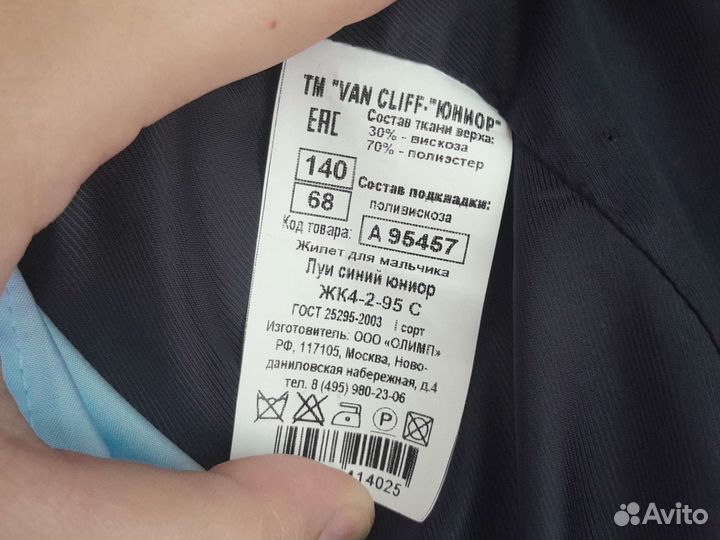 ТМ "VAN CLIFF-"ЮНИОР"
Состав ткани верха:
30% - вискоза
70% - полиэстер
EAC
140
68
Состав подкладки:
поливискоза
Код товара: А 95457
Жилет для мальчика
Луи синий юниор
ЖК4-2-95 С
ГОСТ 25295-2003 I сорт
Изготовитель: ООО «ОЛИМП»
РФ, 117105, Москва, Ново-
даниловская набережная, д.4
тел. 8 (495) 980-23-06
P
414025
Avito